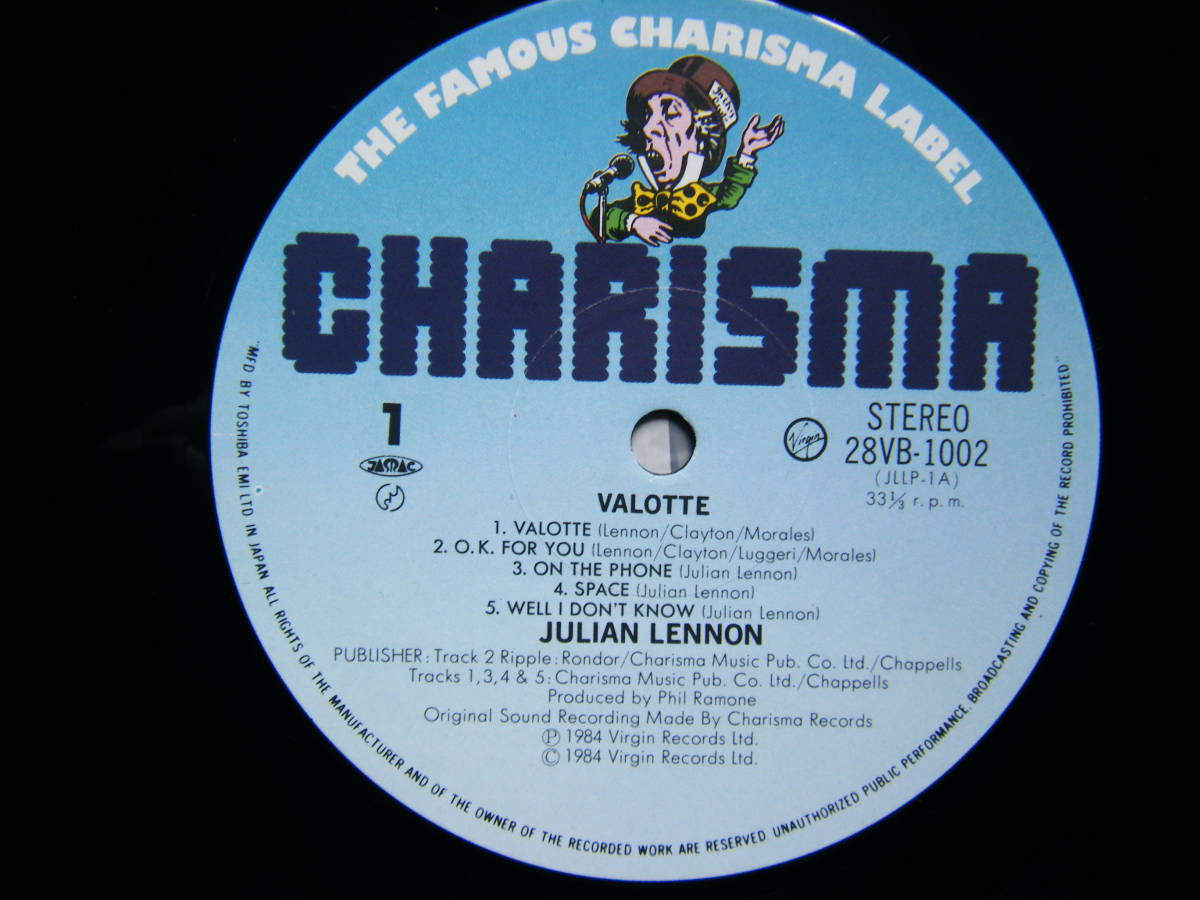 THE FAMOUS CHARISMA LABEL
CHARISMA
1
JASRAC
Virgin
STEREO
28VB-1002
(JLLP-1A)
33⅓ r.p.m.
VALOTTE
1. VALOTTE (Lennon/Clayton/Morales)
2. O.K. FOR YOU (Lennon/Clayton/Luggeri/Morales)
3. ON THE PHONE (Julian Lennon)
4. SPACE (Julian Lennon)
5. WELL I DON'T KNOW (Julian Lennon)
JULIAN LENNON
PUBLISHER: Track 2 Ripple: Rondor/Charisma Music Pub. Co. Ltd./Chappells
Tracks 1,3,4 & 5: Charisma Music Pub. Co. Ltd./Chappells
Produced by Phil Ramone
Original Sound Recording Made By Charisma Records
℗ 1984 Virgin Records Ltd.
© 1984 Virgin Records Ltd.
"MFD BY TOSHIBA EMI LTD IN JAPAN ALL RIGHTS OF THE MANUFACTURER AND OF THE OWNER OF THE RECORDED WORK ARE RESERVED UNAUTHORIZED PUBLIC PERFORMANCE. BROADCASTING AND COPYING OF THE RECORD PROHIBITED"